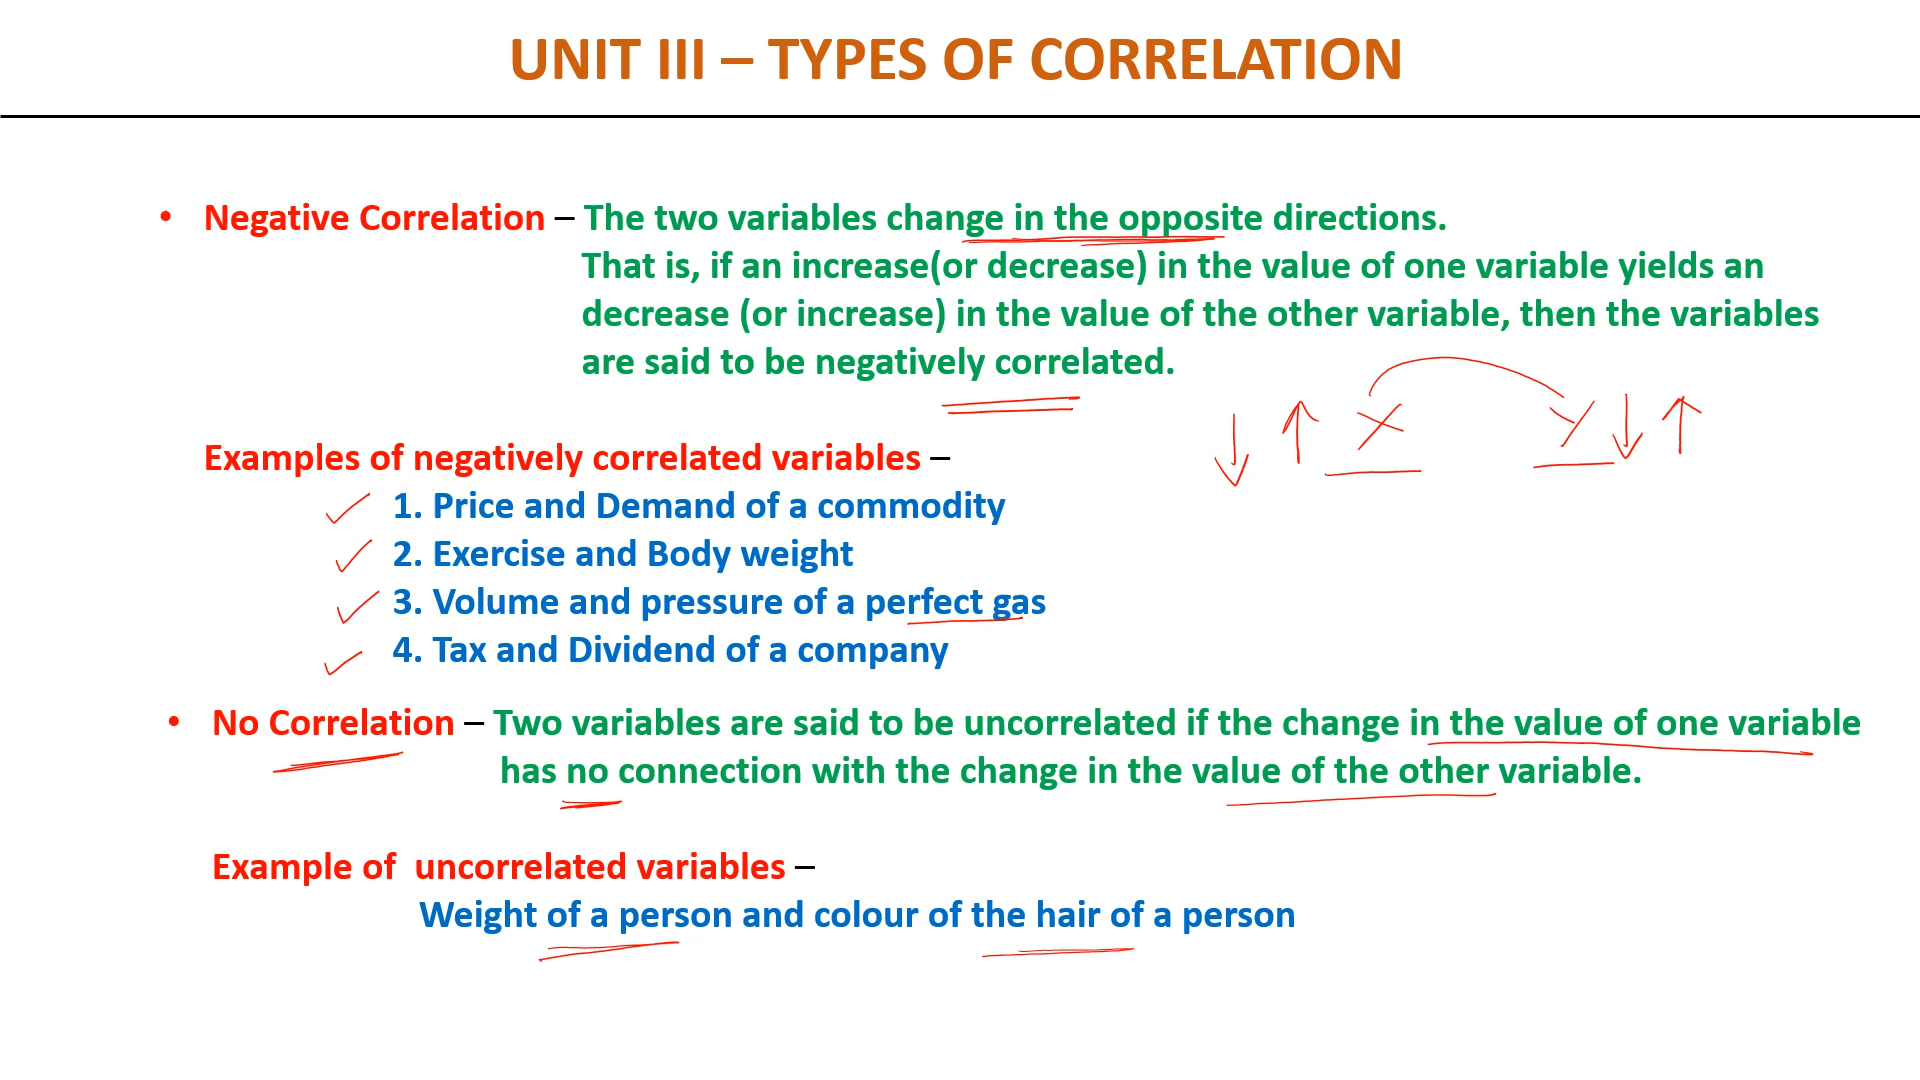 UNIT III – TYPES OF CORRELATION
• Negative Correlation – The two variables change in the opposite directions.
That is, if an increase(or decrease) in the value of one variable yields an
decrease (or increase) in the value of the other variable, then the variables
are said to be negatively correlated.
↓ ↑ X Y ↓ ↑
Examples of negatively correlated variables –
1. Price and Demand of a commodity
2. Exercise and Body weight
3. Volume and pressure of a perfect gas
4. Tax and Dividend of a company
• No Correlation – Two variables are said to be uncorrelated if the change in the value of one variable
has no connection with the change in the value of the other variable.
Example of uncorrelated variables –
Weight of a person and colour of the hair of a person